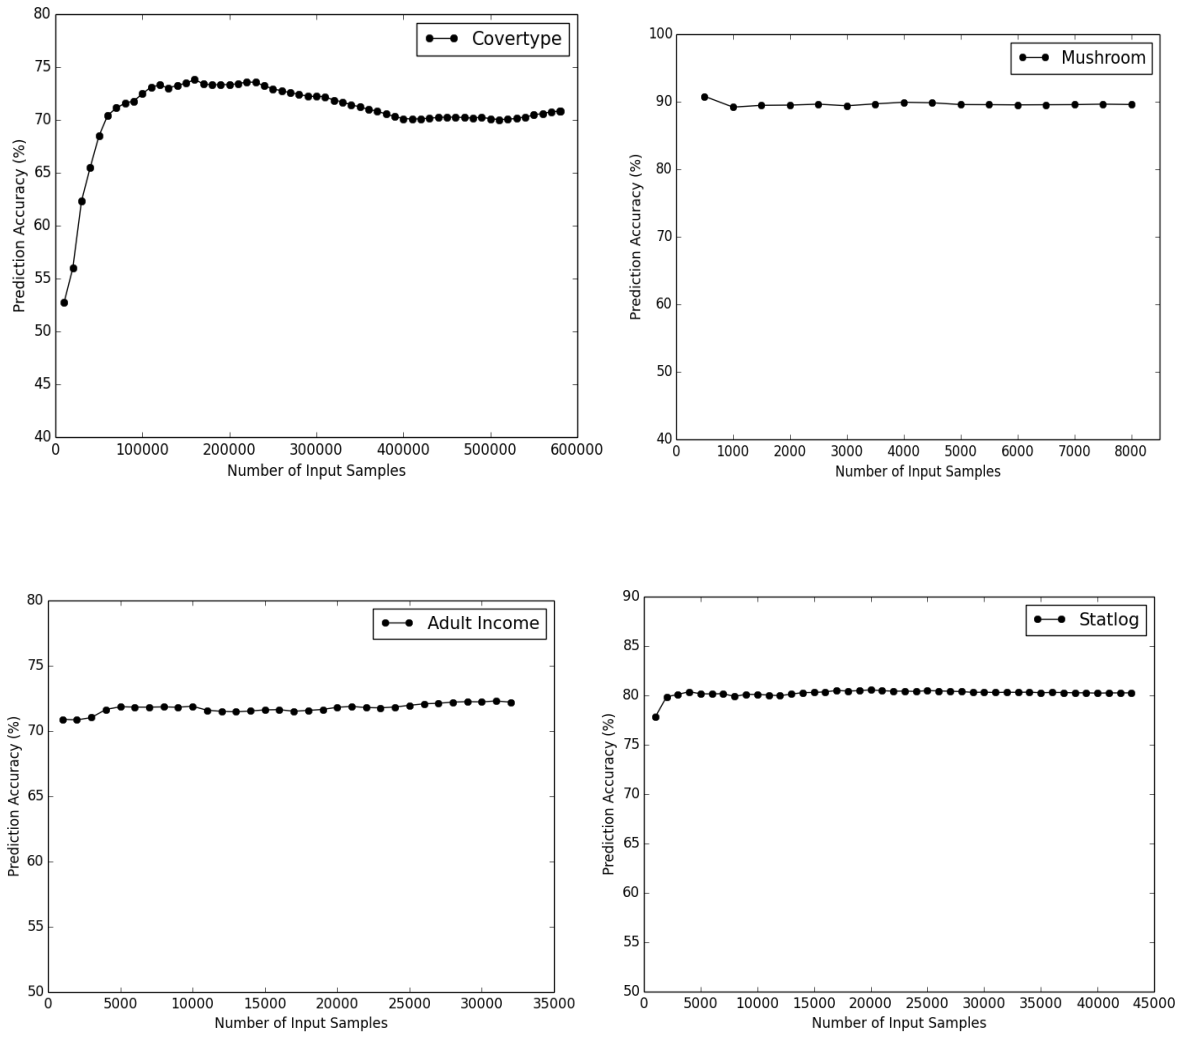 80
75
70
65
60
55
50
45
40
Prediction Accuracy (%)
Covertype
0 100000 200000 300000 400000 500000 600000
Number of Input Samples
100
90
80
70
60
50
40
Prediction Accuracy (%)
Mushroom
0 1000 2000 3000 4000 5000 6000 7000 8000
Number of Input Samples
80
75
70
65
60
55
50
Prediction Accuracy (%)
Adult Income
0 5000 10000 15000 20000 25000 30000 35000
Number of Input Samples
90
85
80
75
70
65
60
55
50
Prediction Accuracy (%)
Statlog
0 5000 10000 15000 20000 25000 30000 35000 40000 45000
Number of Input Samples